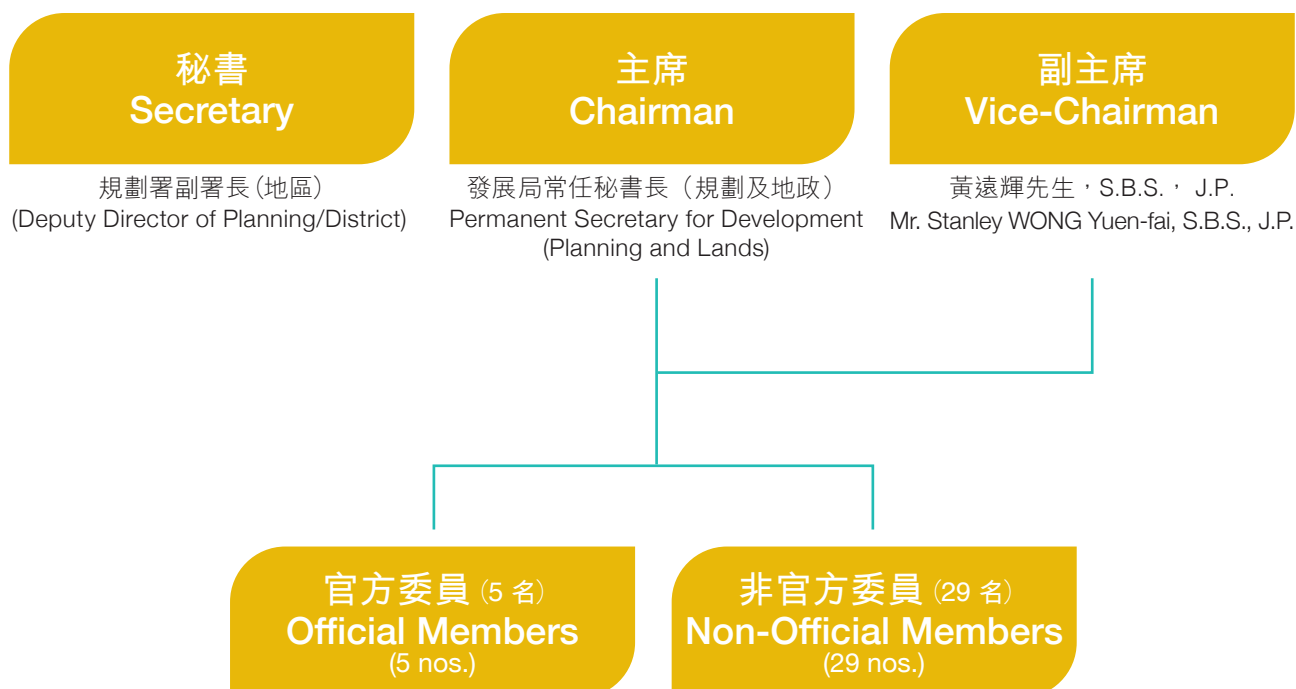 秘書
Secretary
規劃署副署長(地區)
(Deputy Director of Planning/District)
主席
Chairman
發展局常任秘書長（規劃及地政）
Permanent Secretary for Development
(Planning and Lands)
副主席
Vice-Chairman
黃遠輝先生，S.B.S.， J.P.
Mr. Stanley WONG Yuen-fai, S.B.S., J.P.
官方委員 (5 名)
Official Members
(5 nos.)
非官方委員 (29 名)
Non-Official Members
(29 nos.)